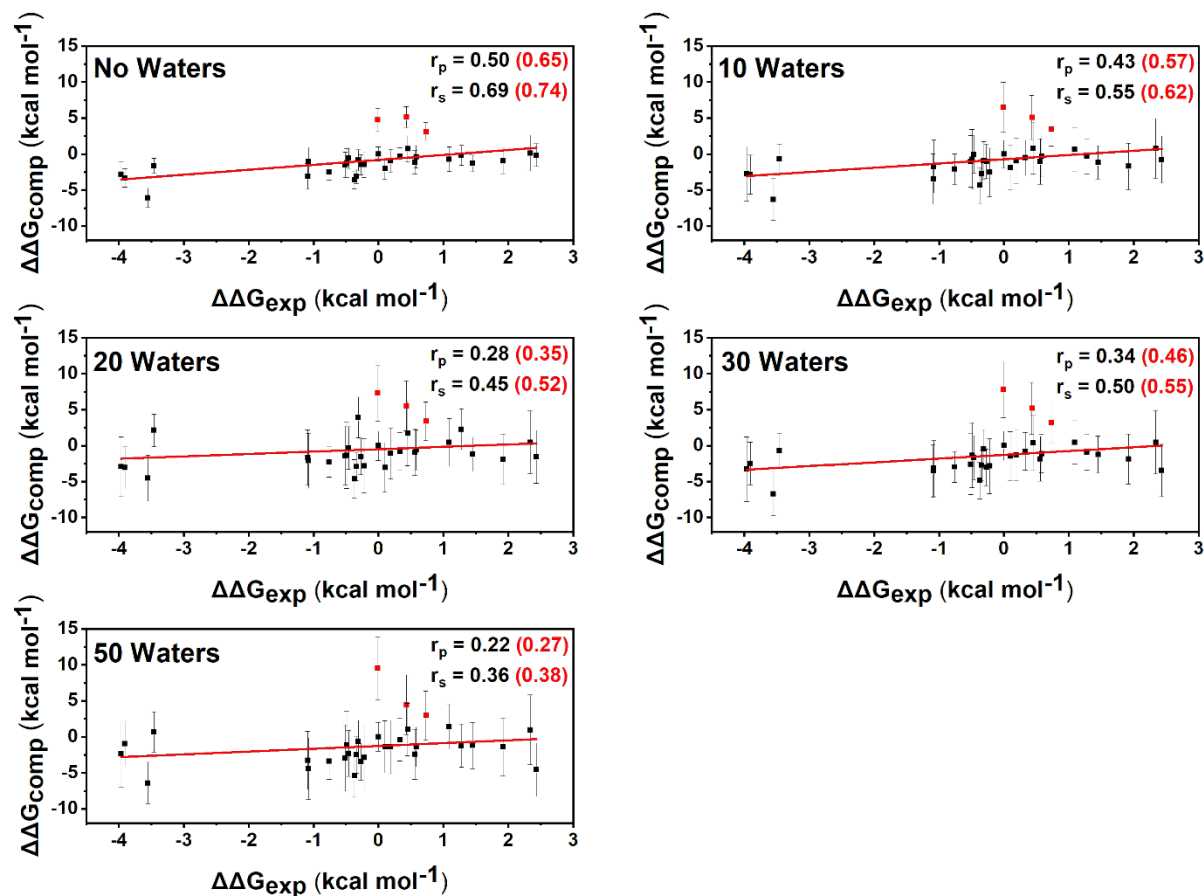 No Waters
rp = 0.50 (0.65)
rs = 0.69 (0.74)
15
10
5
0
-5
-10
ΔΔGcomp (kcal mol-1)
-4 -3 -2 -1 0 1 2 3
ΔΔGexp (kcal mol-1)
10 Waters
rp = 0.43 (0.57)
rs = 0.55 (0.62)
15
10
5
0
-5
-10
ΔΔGcomp (kcal mol-1)
-4 -3 -2 -1 0 1 2 3
ΔΔGexp (kcal mol-1)
20 Waters
rp = 0.28 (0.35)
rs = 0.45 (0.52)
15
10
5
0
-5
-10
ΔΔGcomp (kcal mol-1)
-4 -3 -2 -1 0 1 2 3
ΔΔGexp (kcal mol-1)
30 Waters
rp = 0.34 (0.46)
rs = 0.50 (0.55)
15
10
5
0
-5
-10
ΔΔGcomp (kcal mol-1)
-4 -3 -2 -1 0 1 2 3
ΔΔGexp (kcal mol-1)
50 Waters
rp = 0.22 (0.27)
rs = 0.36 (0.38)
15
10
5
0
-5
-10
ΔΔGcomp (kcal mol-1)
-4 -3 -2 -1 0 1 2 3
ΔΔGexp (kcal mol-1)